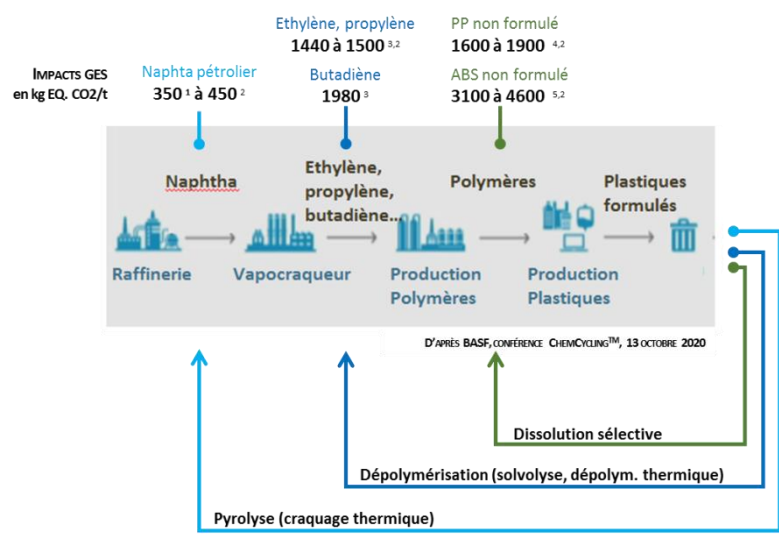 Ethylène, propylène
1440 à 1500 3,2
PP non formulé
1600 à 1900 4,2
IMPACTS GES
en kg EQ. CO2/t
Naphta pétrolier
350 1 à 450 2
Butadiène
1980 3
ABS non formulé
3100 à 4600 5,2
Naphtha
Ethylène,
propylène,
butadiène...
Polymères
Plastiques
formulés
Raffinerie
Vapocraqueur
Production
Polymères
Production
Plastiques
D'APRÈS BASF, CONFÉRENCE CHEMCYCLING™, 13 OCTOBRE 2020
Dissolution sélective
Dépolymérisation (solvolyse, dépolym. thermique)
Pyrolyse (craquage thermique)